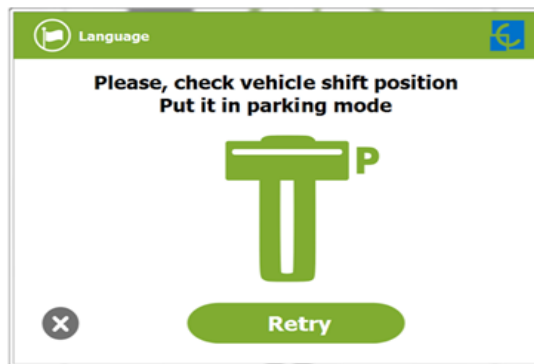 Language
Please, check vehicle shift position
Put it in parking mode
P
Retry